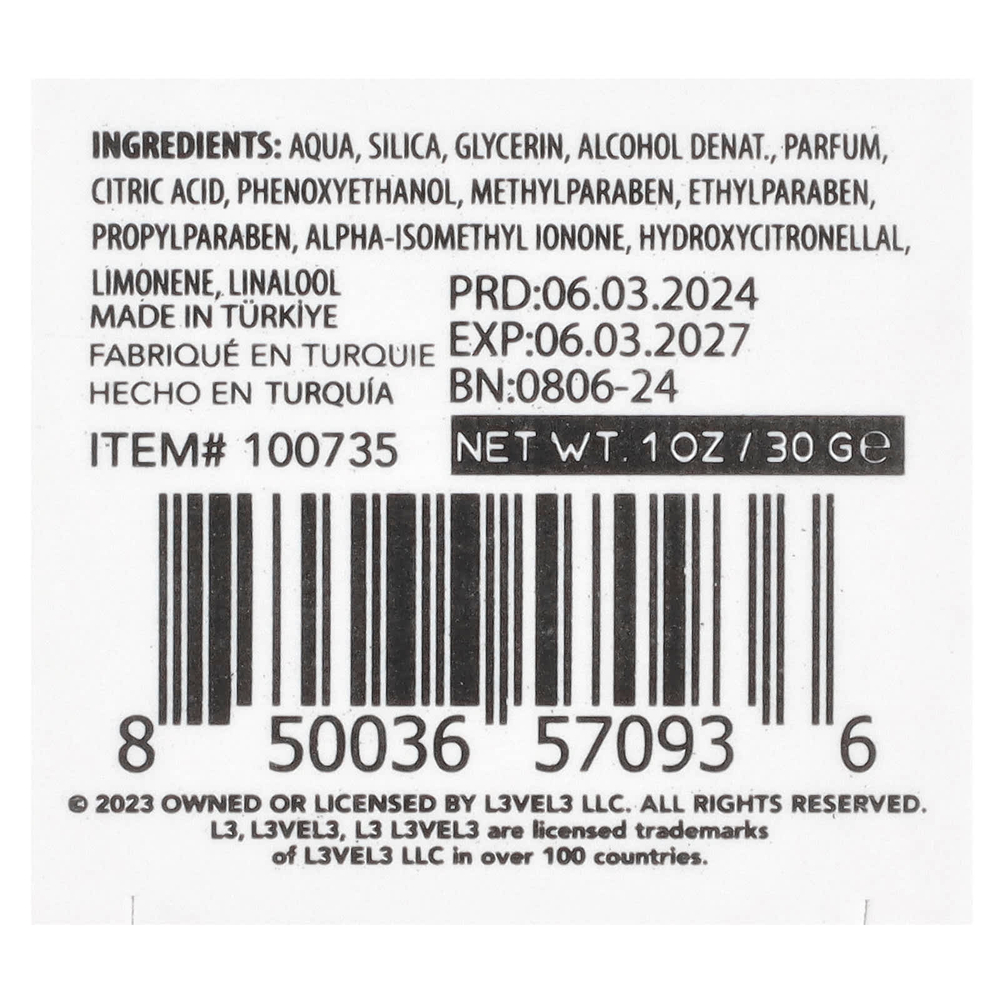 INGREDIENTS: AQUA, SILICA, GLYCERIN, ALCOHOL DENAT., PARFUM,
CITRIC ACID, PHENOXYETHANOL, METHYLPARABEN, ETHYLPARABEN,
PROPYLPARABEN, ALPHA-ISOMETHYL IONONE, HYDROXYCITRONELLAL,
LIMONENE, LINALOOL
MADE IN TÜRKİYE
FABRIQUÉ EN TURQUIE
HECHO EN TURQUÍA
PRD:06.03.2024
EXP:06.03.2027
BN:0806-24
ITEM# 100735
NET WT. 1 OZ / 30 G℮
8 50036 57093 6
© 2023 OWNED OR LICENSED BY L3VEL3 LLC. ALL RIGHTS RESERVED.
L3, L3VEL3, L3 L3VEL3 are licensed trademarks
of L3VEL3 LLC in over 100 countries.